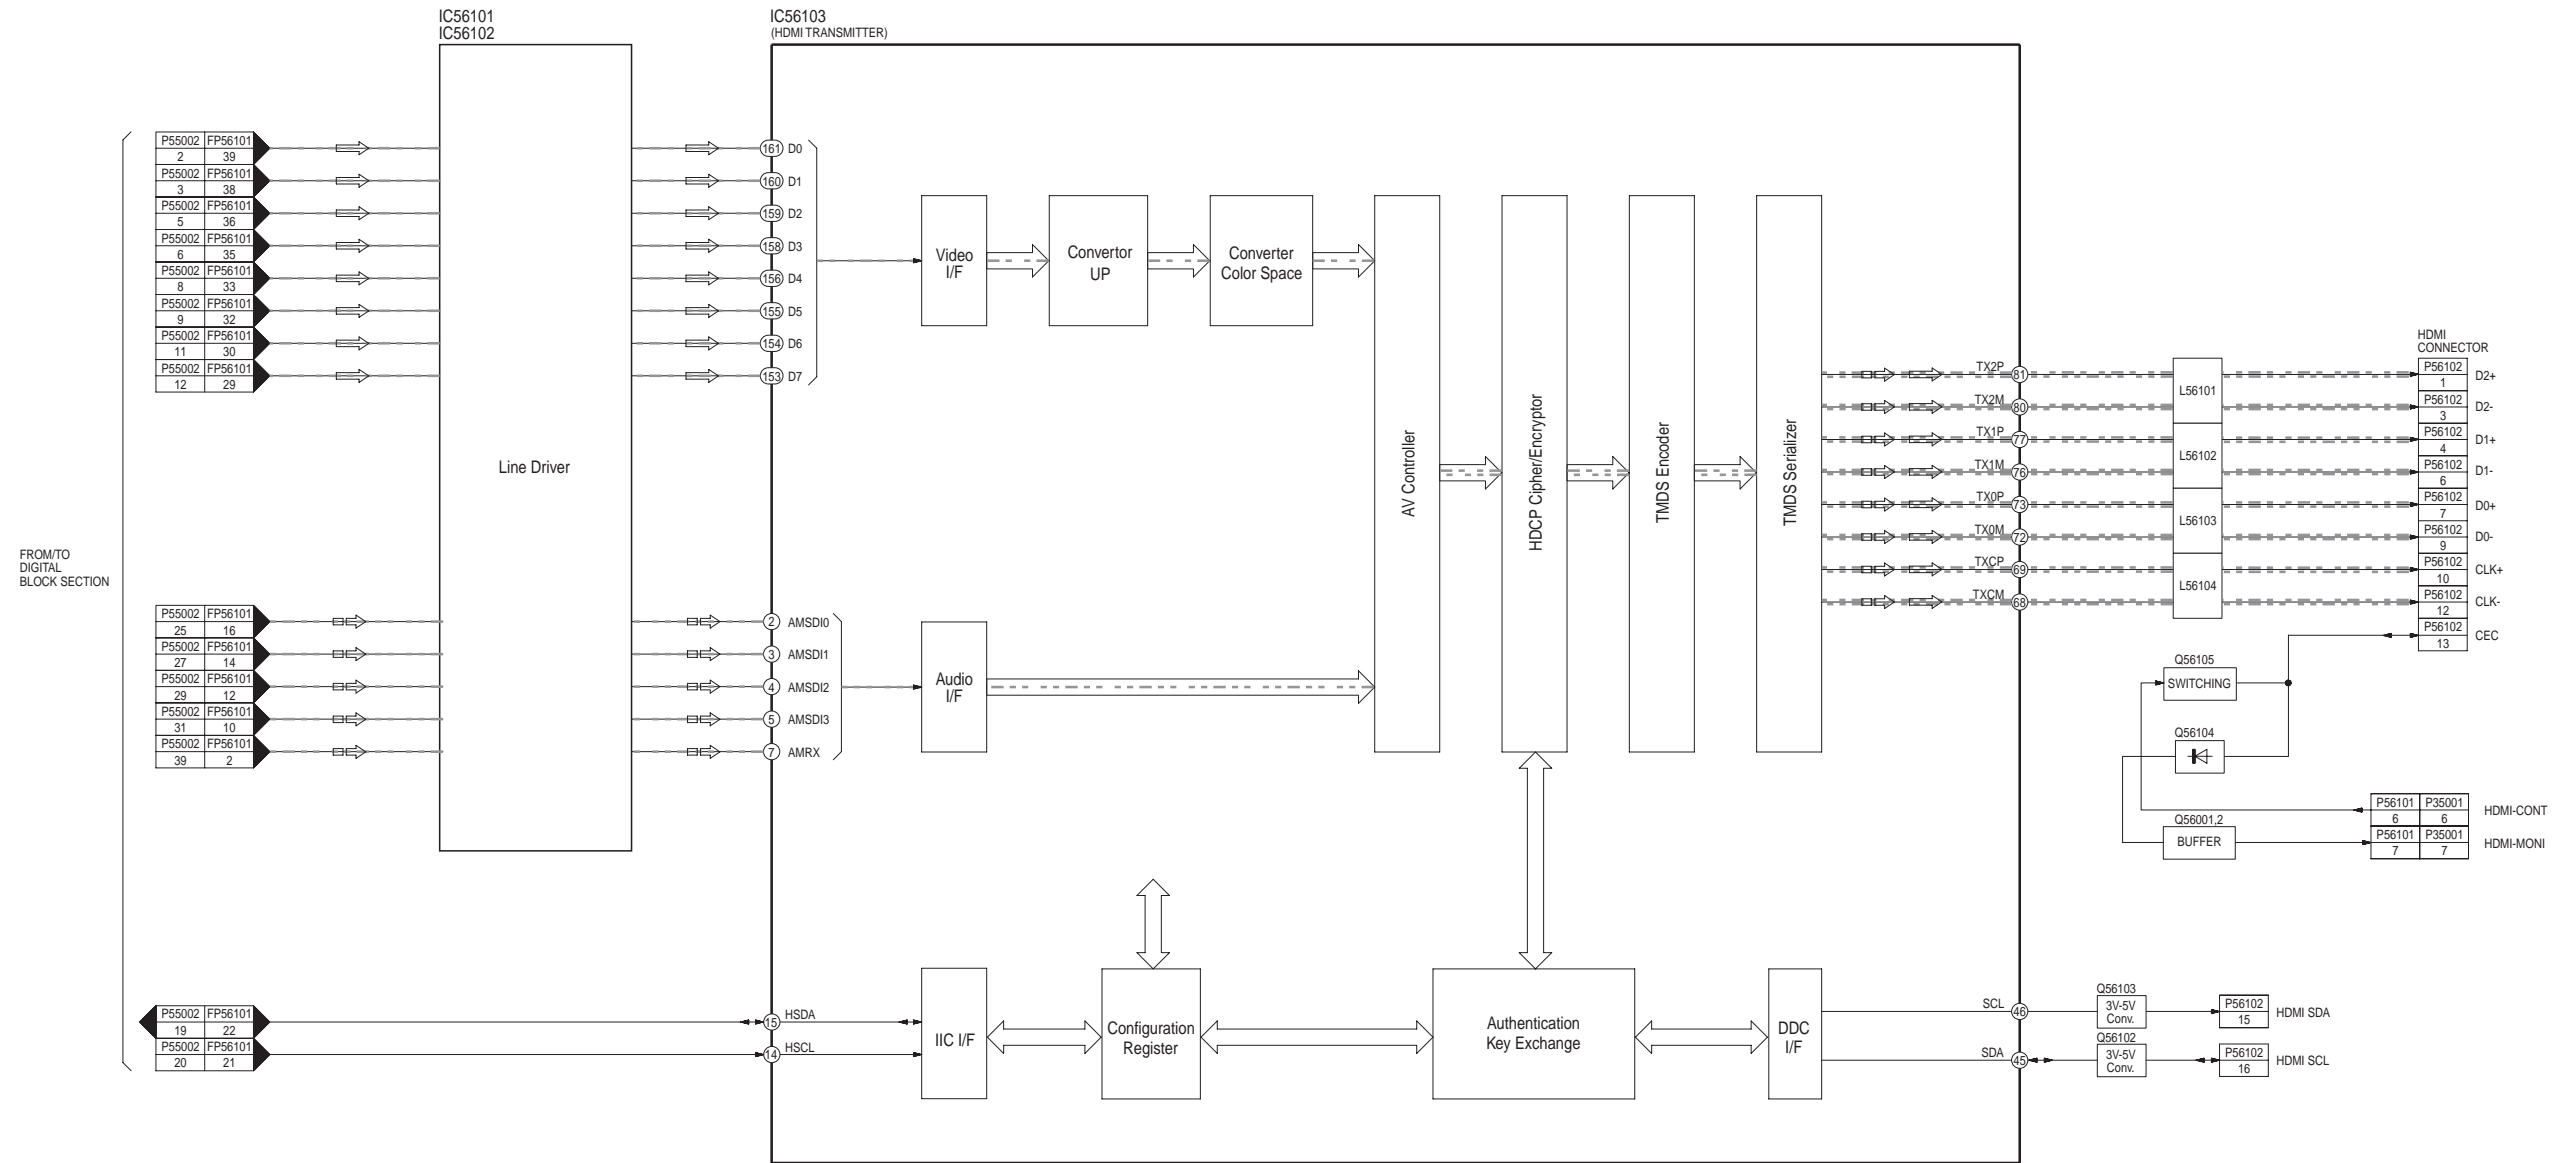 IC56101
IC56102
IC56103
(HDMI TRANSMITTER)
FROM/TO
DIGITAL
BLOCK SECTION
P55002 FP56101
2 39
P55002 FP56101
3 38
P55002 FP56101
5 36
P55002 FP56101
6 35
P55002 FP56101
8 33
P55002 FP56101
9 32
P55002 FP56101
11 30
P55002 FP56101
12 29
P55002 FP56101
25 16
P55002 FP56101
27 14
P55002 FP56101
29 12
P55002 FP56101
31 10
P55002 FP56101
39 2
P55002 FP56101
19 22
P55002 FP56101
20 21
Line Driver
161 D0
160 D1
159 D2
158 D3
156 D4
155 D5
154 D6
153 D7
2 AMSDI0
3 AMSDI1
4 AMSDI2
5 AMSDI3
7 AMRX
15 HSDA
14 HSCL
Video
I/F
Convertor
UP
Converter
Color Space
Audio
I/F
AV Controller
HDCP Cipher/Encryptor
TMDS Encoder
TMDS Serializer
IIC I/F
Configuration
Register
Authentication
Key Exchange
DDC
I/F
TX2P 81
TX2M 80
TX1P 77
TX1M 76
TX0P 73
TX0M 72
TXCP 69
TXCM 68
SCL 46
SDA 45
L56101
L56102
L56103
L56104
HDMI
CONNECTOR
P56102
1 D2+
P56102
3 D2-
P56102
4 D1+
P56102
6 D1-
P56102
7 D0+
P56102
9 D0-
P56102
10 CLK+
P56102
12 CLK-
P56102
13 CEC
Q56105
SWITCHING
Q56104
Q56001,2
BUFFER
P56101 P35001
6 6 HDMI-CONT
P56101 P35001
7 7 HDMI-MONI
Q56103
3V-5V
Conv.
P56102
15 HDMI SDA
Q56102
3V-5V
Conv.
P56102
16 HDMI SCL